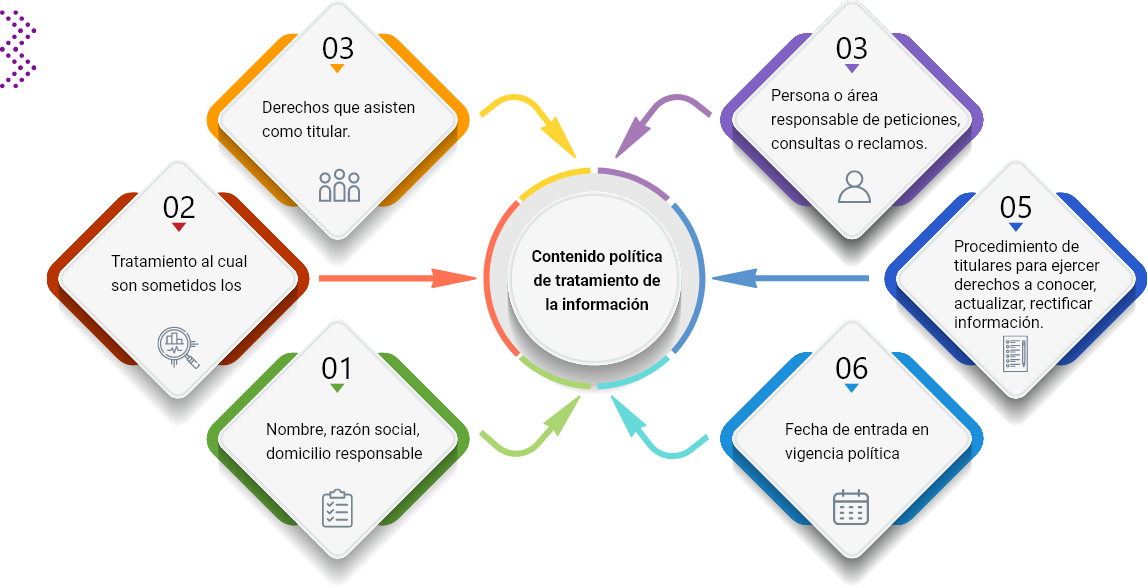 03
Derechos que asisten
como titular.
03
Persona o área
responsable de peticiones,
consultas o reclamos.
02
Tratamiento al cual
son sometidos los
Contenido política
de tratamiento de
la información
05
Procedimiento de
titulares para ejercer
derechos a conocer,
actualizar, rectificar
información.
01
Nombre, razón social,
domicilio responsable
06
Fecha de entrada en
vigencia política